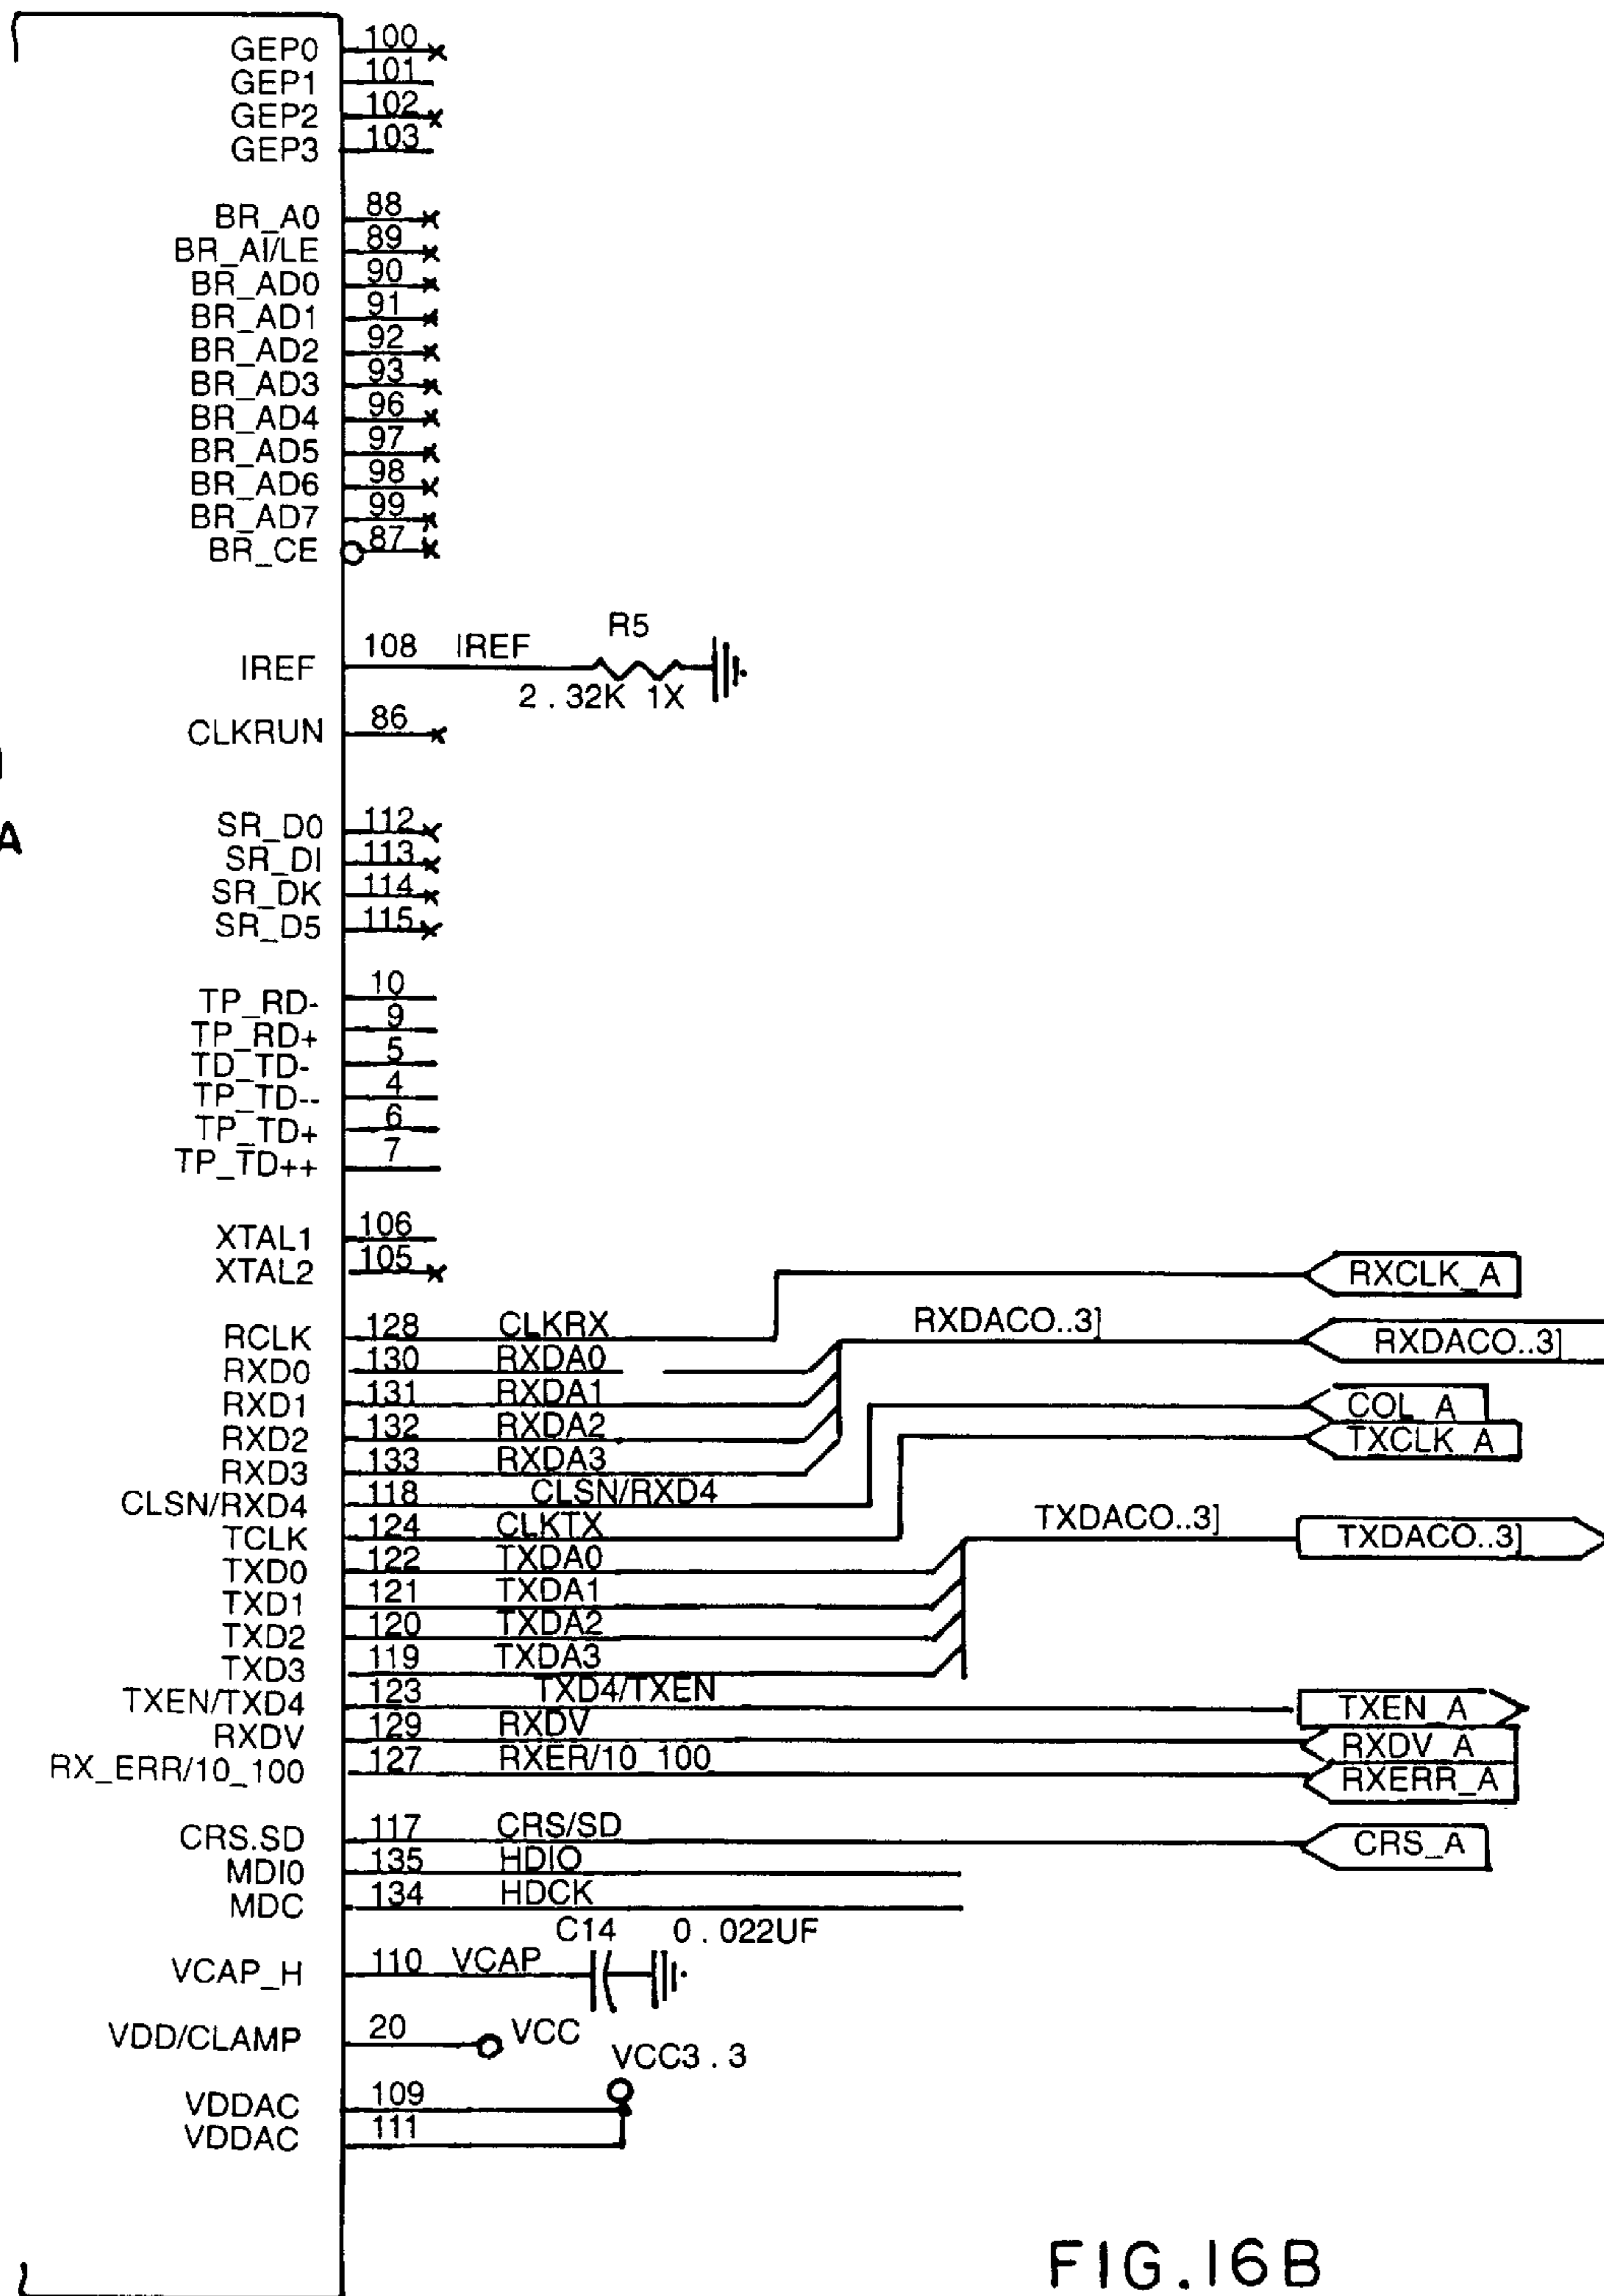 GEP0 100
GEP1 101
GEP2 102
GEP3 103
BR_A0 88
BR_AI/LE 89
BR_AD0 90
BR_AD1 91
BR_AD2 92
BR_AD3 93
BR_AD4 96
BR_AD5 97
BR_AD6 98
BR_AD7 99
BR_CE 87
R5
IREF 108 IREF
2.32K 1X
CLKRUN 86
A
SR_D0 112
SR_DI 113
SR_DK 114
SR_D5 115
TP_RD- 10
TP_RD+ 9
TD_TD- 5
TP_TD-- 4
TP_TD+ 6
TP_TD++ 7
XTAL1 106
XTAL2 105 RXCLK_A
RCLK 128 CLKRX RXDACO..3] RXDACO..3]
RXD0 130 RXDA0
RXD1 131 RXDA1 COL_A
RXD2 132 RXDA2 TXCLK_A
RXD3 133 RXDA3
CLSN/RXD4 118 CLSN/RXD4
TCLK 124 CLKTX TXDACO..3] TXDACO..3]
TXD0 122 TXDA0
TXD1 121 TXDA1
TXD2 120 TXDA2
TXD3 119 TXDA3
TXEN/TXD4 123 TXD4/TXEN TXEN_A
RXDV 129 RXDV RXDV_A
RX_ERR/10_100 127 RXER/10_100 RXERR_A
CRS.SD 117 CRS/SD CRS_A
MDI0 135 HDIO
MDC 134 HDCK
C14 0.022UF
VCAP_H 110 VCAP
VDD/CLAMP 20 VCC
VCC3.3
VDDAC 109
VDDAC 111
FIG.16B